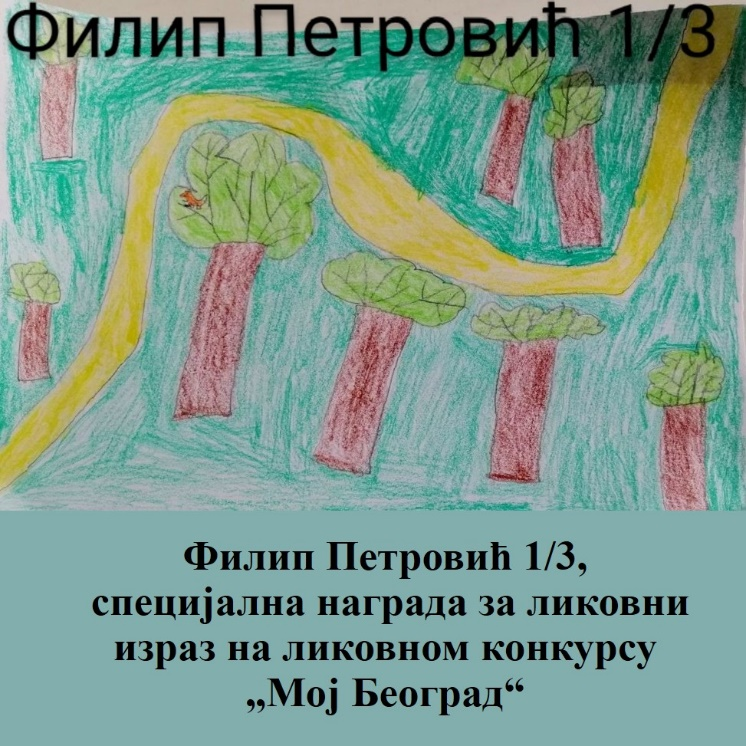 Филип Петровић 1/3
Филип Петровић 1/3,
специјална награда за ликовни
израз на ликовном конкурсу
„Мој Београд“